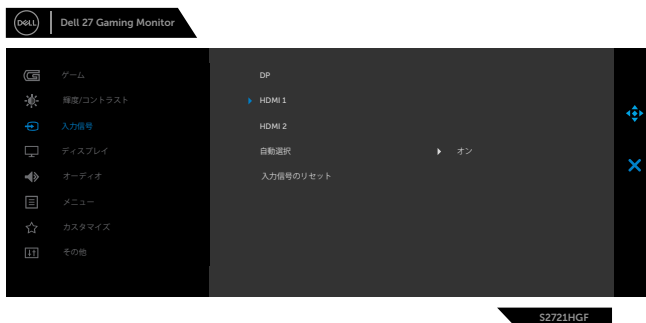 DELL
Dell 27 Gaming Monitor
ゲーム
輝度/コントラスト
入力信号
ディスプレイ
オーディオ
メニュー
カスタマイズ
その他
DP
HDMI 1
HDMI 2
自動選択 オン
入力信号のリセット
S2721HGF